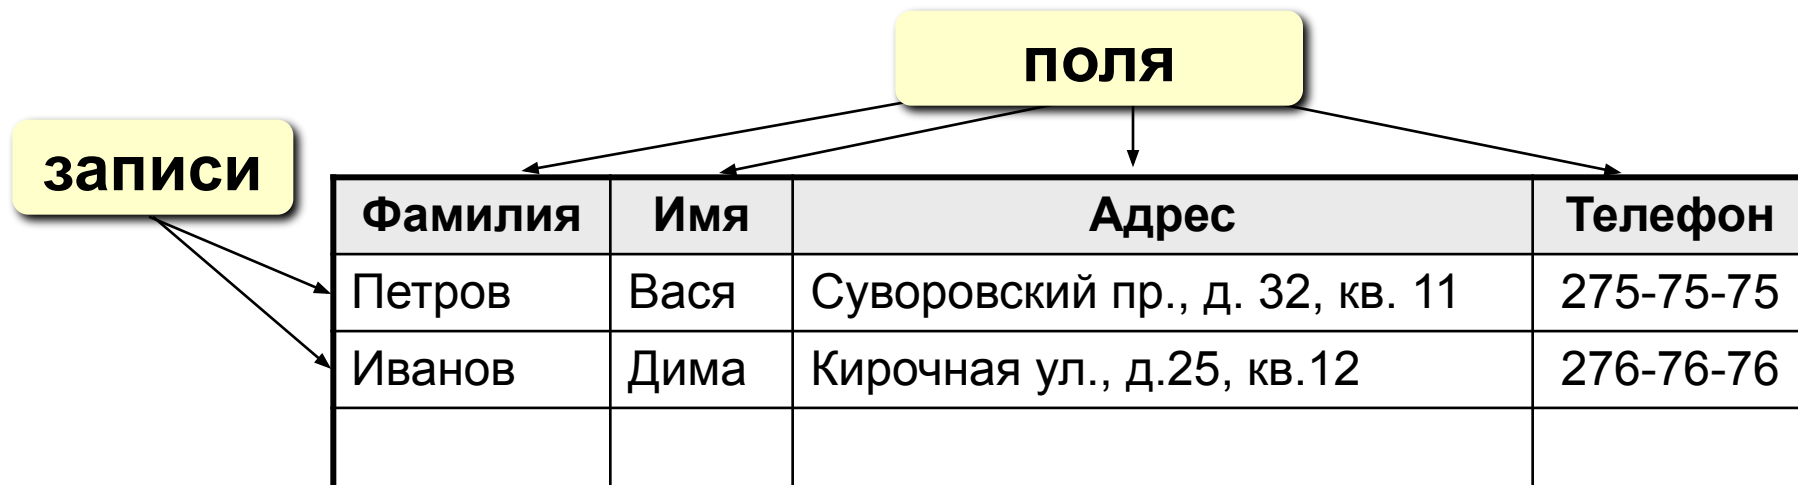 поля
записи
Фамилия Имя Адрес Телефон
Петров Вася Суворовский пр., д. 32, кв. 11 275-75-75
Иванов Дима Кирочная ул., д.25, кв.12 276-76-76